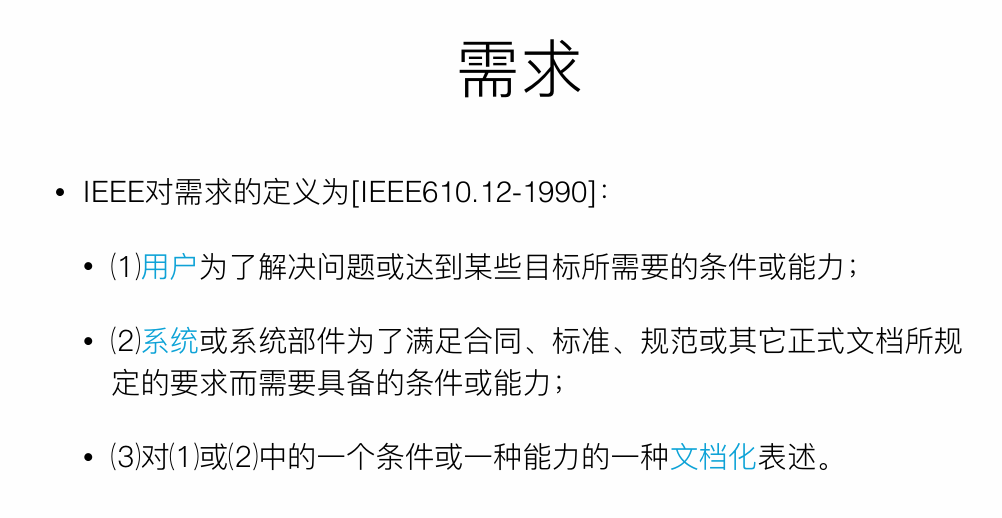 需求
• IEEE对需求的定义为[IEEE610.12-1990]：
• ⑴用户为了解决问题或达到某些目标所需要的条件或能力；
• ⑵系统或系统部件为了满足合同、标准、规范或其它正式文档所规
定的要求而需要具备的条件或能力；
• ⑶对⑴或⑵中的一个条件或一种能力的一种文档化表述。